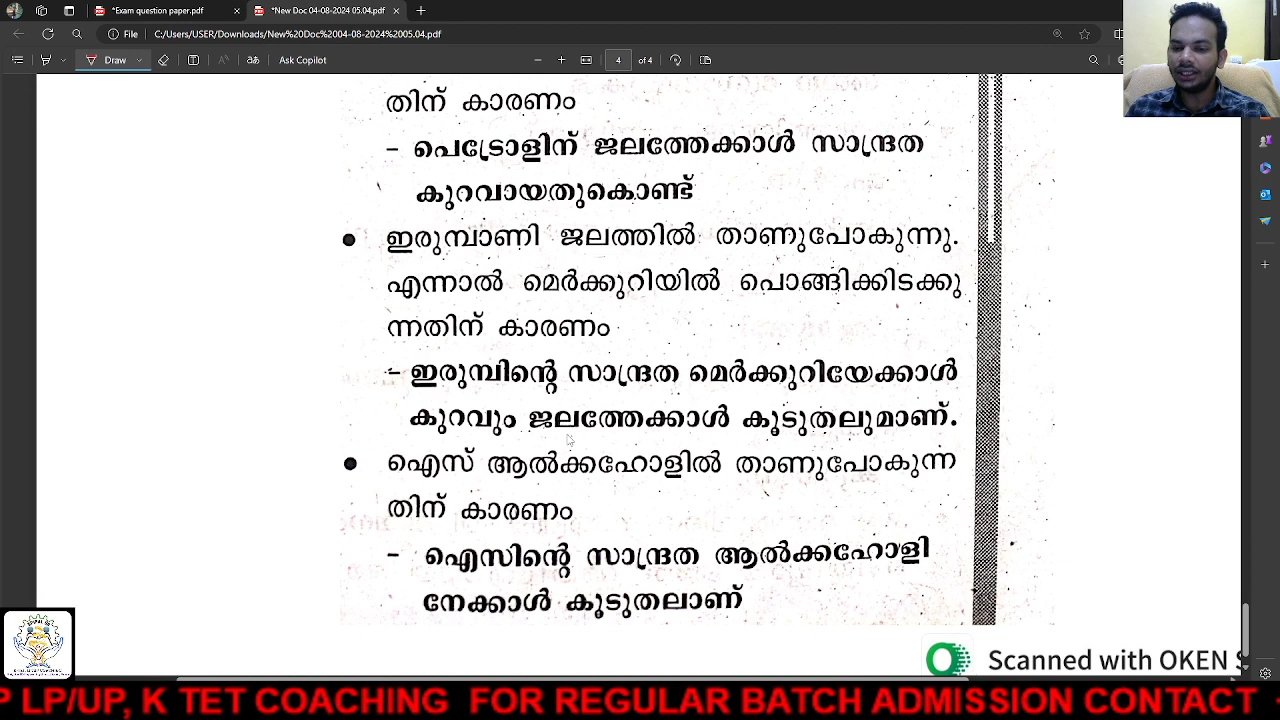 *Exam question paper.pdf
*New Doc 04-08-2024 05.04.pdf
File
C:/Users/USER/Downloads/New%20Doc%2004-08-2024%2005.04.pdf
Draw
Ask Copilot
4 of 4
തിന് കാരണം
- പെട്രോളിന് ജലത്തേക്കാൾ സാന്ദ്രത
കുറവായതുകൊണ്ട്
● ഇരുമ്പാണി ജലത്തിൽ താണുപോകുന്നു.
എന്നാൽ മെർക്കുറിയിൽ പൊങ്ങിക്കിടക്കു
ന്നതിന് കാരണം
- ഇരുമ്പിന്റെ സാന്ദ്രത മെർക്കുറിയേക്കാൾ
കുറവും ജലത്തേക്കാൾ കൂടുതലുമാണ്.
● ഐസ് ആൽക്കഹോളിൽ താണുപോകുന്ന
തിന് കാരണം
- ഐസിന്റെ സാന്ദ്രത ആൽക്കഹോളി
നേക്കാൾ കൂടുതലാണ്
Scanned with OKEN S
P LP/UP, K TET COACHING FOR REGULAR BATCH ADMISSION CONTACT